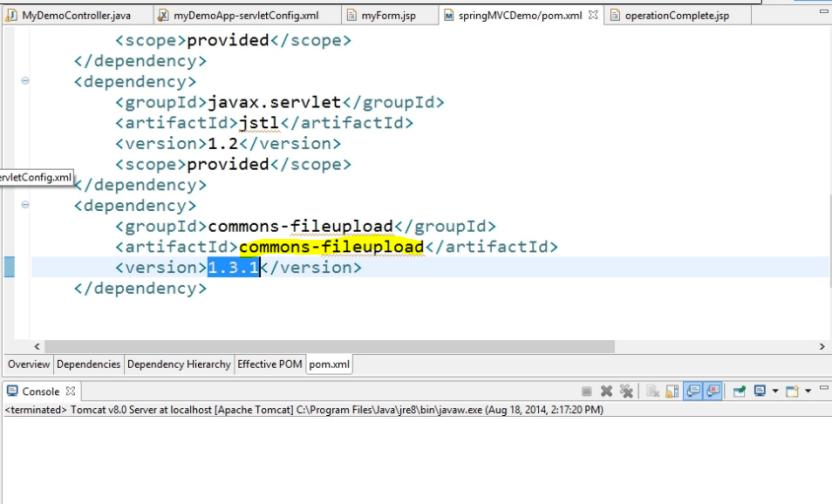 MyDemoController.java myDemoApp-servletConfig.xml myForm.jsp springMVCDemo/pom.xml operationComplete.jsp
<scope>provided</scope>
</dependency>
<dependency>
<groupId>javax.servlet</groupId>
<artifactId>jstl</artifactId>
<version>1.2</version>
<scope>provided</scope>
ervletConfig.xml
</dependency>
<dependency>
<groupId>commons-fileupload</groupId>
<artifactId>commons-fileupload</artifactId>
<version>1.3.1</version>
</dependency>
Overview Dependencies Dependency Hierarchy Effective POM pom.xml
Console
<terminated> Tomcat v8.0 Server at localhost [Apache Tomcat] C:\Program Files\Java\jre8\bin\javaw.exe (Aug 18, 2014, 2:17:20 PM)